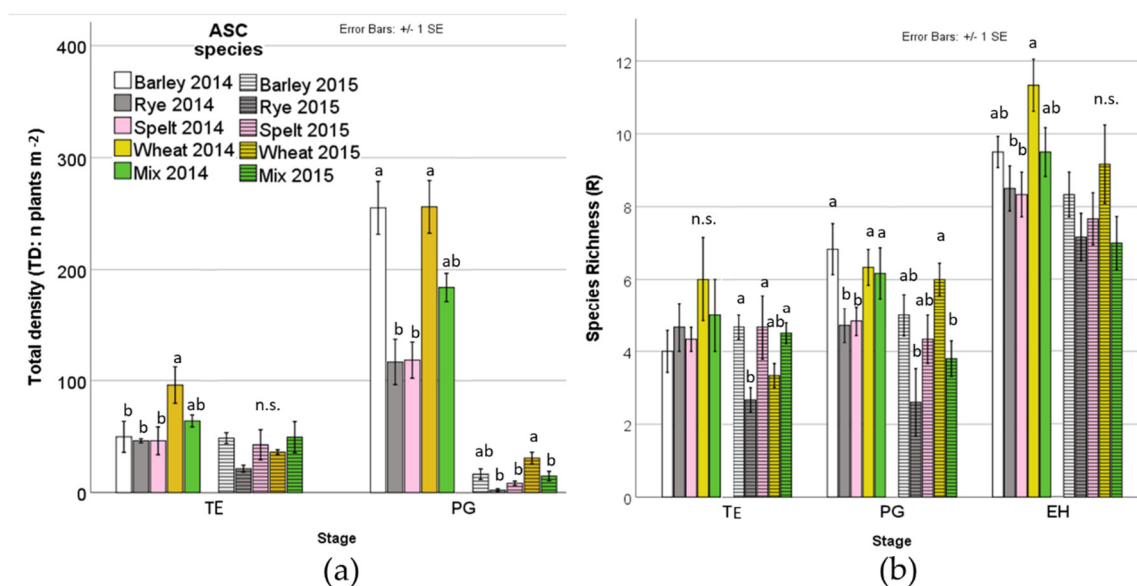 ASC
species
Error Bars: +/- 1 SE
Total density (TD: n plants m -2)
400
300
200
100
0
Barley 2014
Rye 2014
Spelt 2014
Wheat 2014
Mix 2014
Barley 2015
Rye 2015
Spelt 2015
Wheat 2015
Mix 2015
b b b a ab
n.s.
a b b a ab
ab b b a b
TE PG
Stage
(a)
Error Bars: +/- 1 SE
Species Richness (R)
12
10
8
6
4
2
0
n.s.
a b a ab a
a b b a a
ab b ab a b
ab b b a ab
n.s.
TE PG EH
Stage
(b)